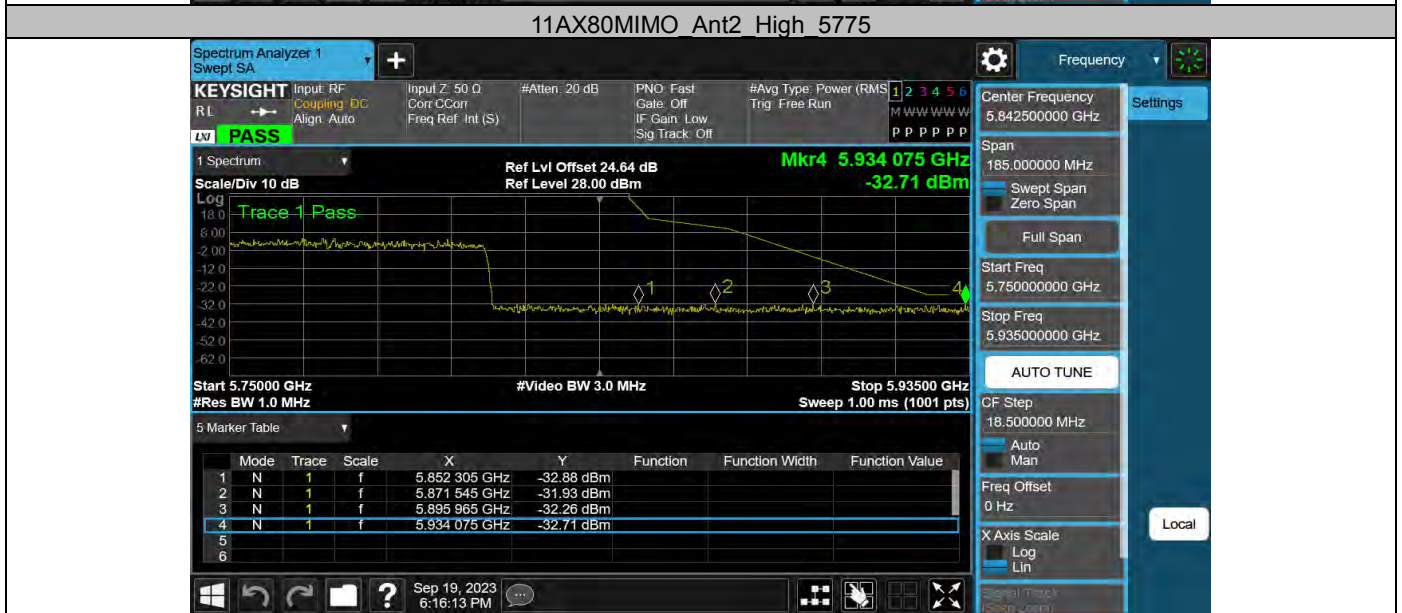 11AX80MIMO_Ant2_High_5775
Spectrum Analyzer 1
Swept SA
+
Frequency
KEYSIGHT
RL
LXI PASS
Input: RF
Coupling: DC
Align: Auto
Input Z: 50 Ω
Corr CCorr
Freq Ref: Int (S)
#Atten: 20 dB
PNO: Fast
Gate: Off
IF Gain: Low
Sig Track: Off
#Avg Type: Power (RMS
Trig: Free Run
1 2 3 4 5 6
M W W W W W
P P P P P P
1 Spectrum
Scale/Div 10 dB
Ref Lvl Offset 24.64 dB
Ref Level 28.00 dBm
Mkr4 5.934 075 GHz
-32.71 dBm
Log
Trace 1 Pass
18.0
8.00
-2.00
-12.0
-22.0
-32.0
-42.0
-52.0
-62.0
1
2
3
4
Start 5.75000 GHz
#Res BW 1.0 MHz
#Video BW 3.0 MHz
Stop 5.93500 GHz
Sweep 1.00 ms (1001 pts)
5 Marker Table
Mode Trace Scale X Y Function Function Width Function Value
1 N 1 f 5.852 305 GHz -32.88 dBm
2 N 1 f 5.871 545 GHz -31.93 dBm
3 N 1 f 5.895 965 GHz -32.26 dBm
4 N 1 f 5.934 075 GHz -32.71 dBm
5
6
?
Sep 19, 2023
6:16:13 PM
Center Frequency
5.842500000 GHz
Settings
Span
185.000000 MHz
Swept Span
Zero Span
Full Span
Start Freq
5.750000000 GHz
Stop Freq
5.935000000 GHz
AUTO TUNE
CF Step
18.500000 MHz
Auto
Man
Freq Offset
0 Hz
X Axis Scale
Log
Lin
Local
Signal Track